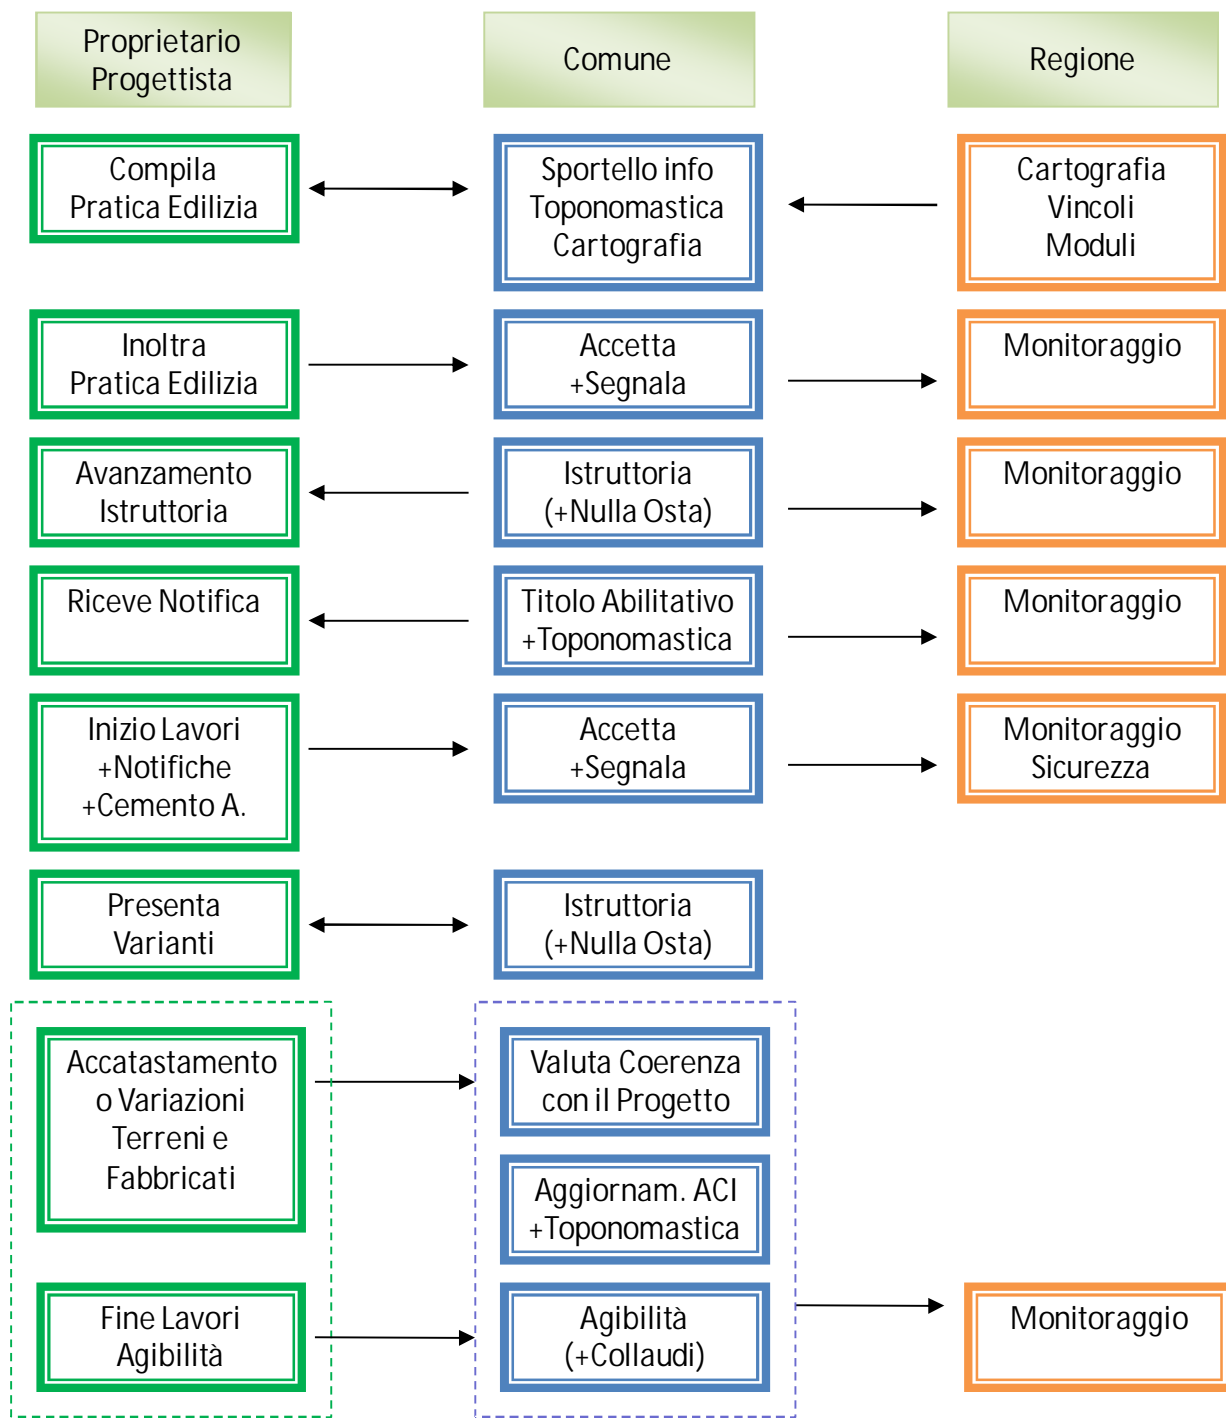 Proprietario
Progettista
Comune
Regione
Compila
Pratica Edilizia
Sportello info
Toponomastica
Cartografia
Cartografia
Vincoli
Moduli
Inoltra
Pratica Edilizia
Accetta
+Segnala
Monitoraggio
Avanzamento
Istruttoria
Istruttoria
(+Nulla Osta)
Monitoraggio
Riceve Notifica
Titolo Abilitativo
+Toponomastica
Monitoraggio
Inizio Lavori
+Notifiche
+Cemento A.
Accetta
+Segnala
Monitoraggio
Sicurezza
Presenta
Varianti
Istruttoria
(+Nulla Osta)
Accatastamento
o Variazioni
Terreni e
Fabbricati
Valuta Coerenza
con il Progetto
Aggiornam. ACI
+Toponomastica
Fine Lavori
Agibilità
Agibilità
(+Collaudi)
Monitoraggio